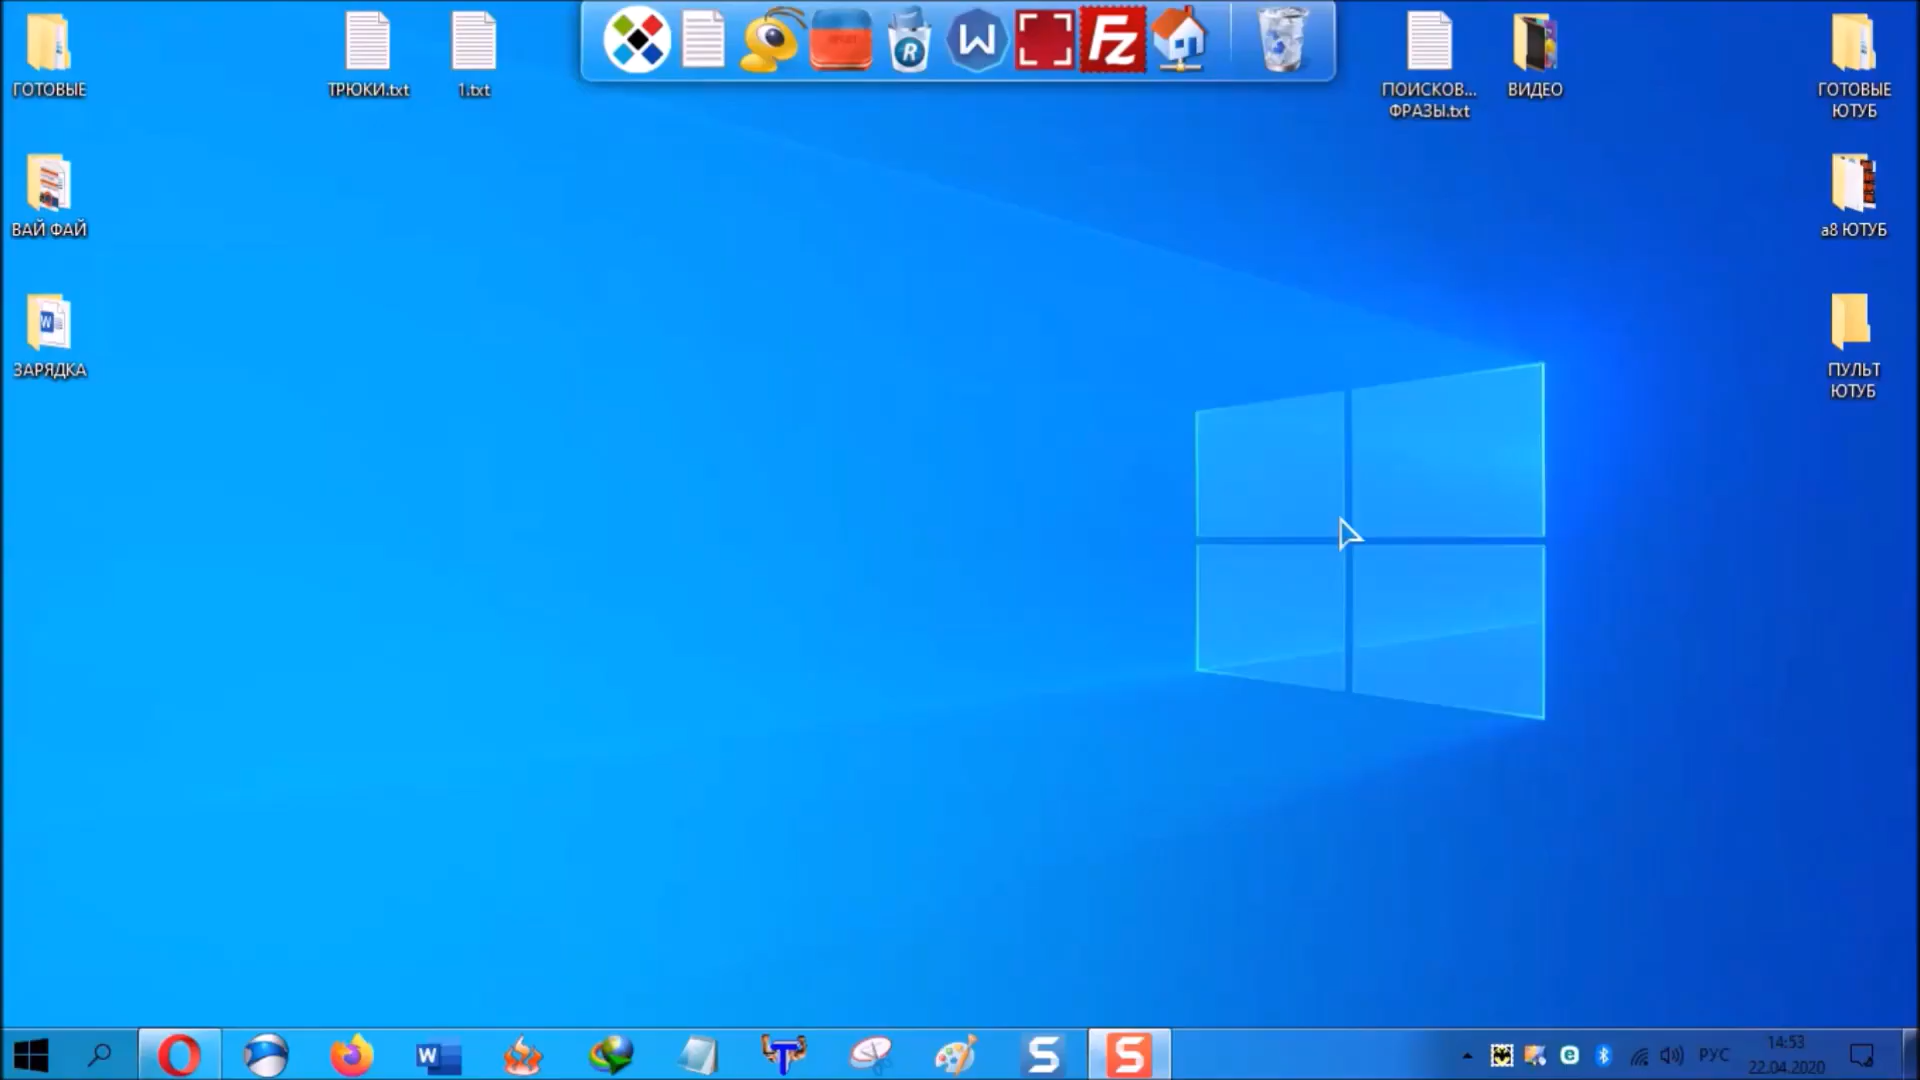 ГОТОВЫЕ
ТРЮКИ.txt
1.txt
ПОИСКОВ...
ФРАЗЫ.txt
ВИДЕО
ГОТОВЫЕ
ЮТУБ
ВАЙ ФАЙ
а8 ЮТУБ
ЗАРЯДКА
ПУЛЬТ
ЮТУБ
РУС
14:53
22.04.2020